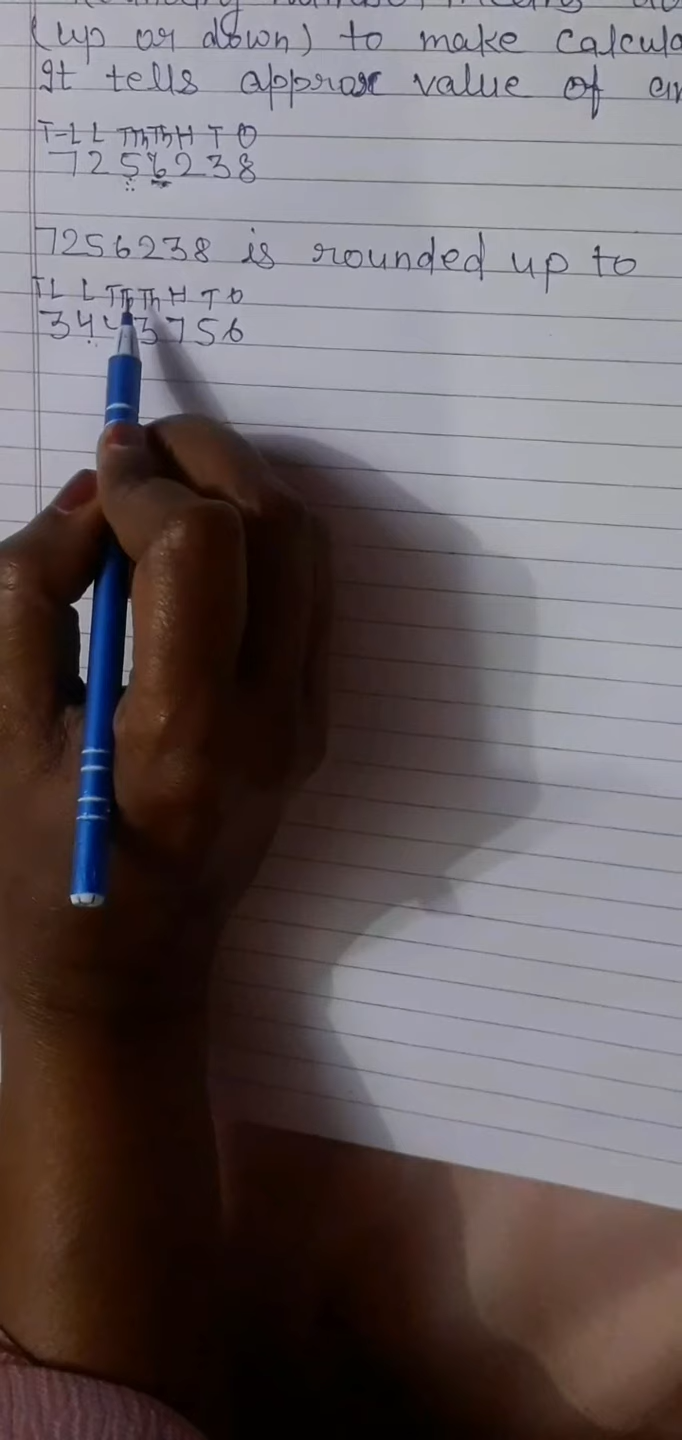 (up or down) to make calcula
It tells approx value of
T-L L TTh Th H T O
7256238
7256238 is rounded up to
TL L TTh Th H T O
3443756